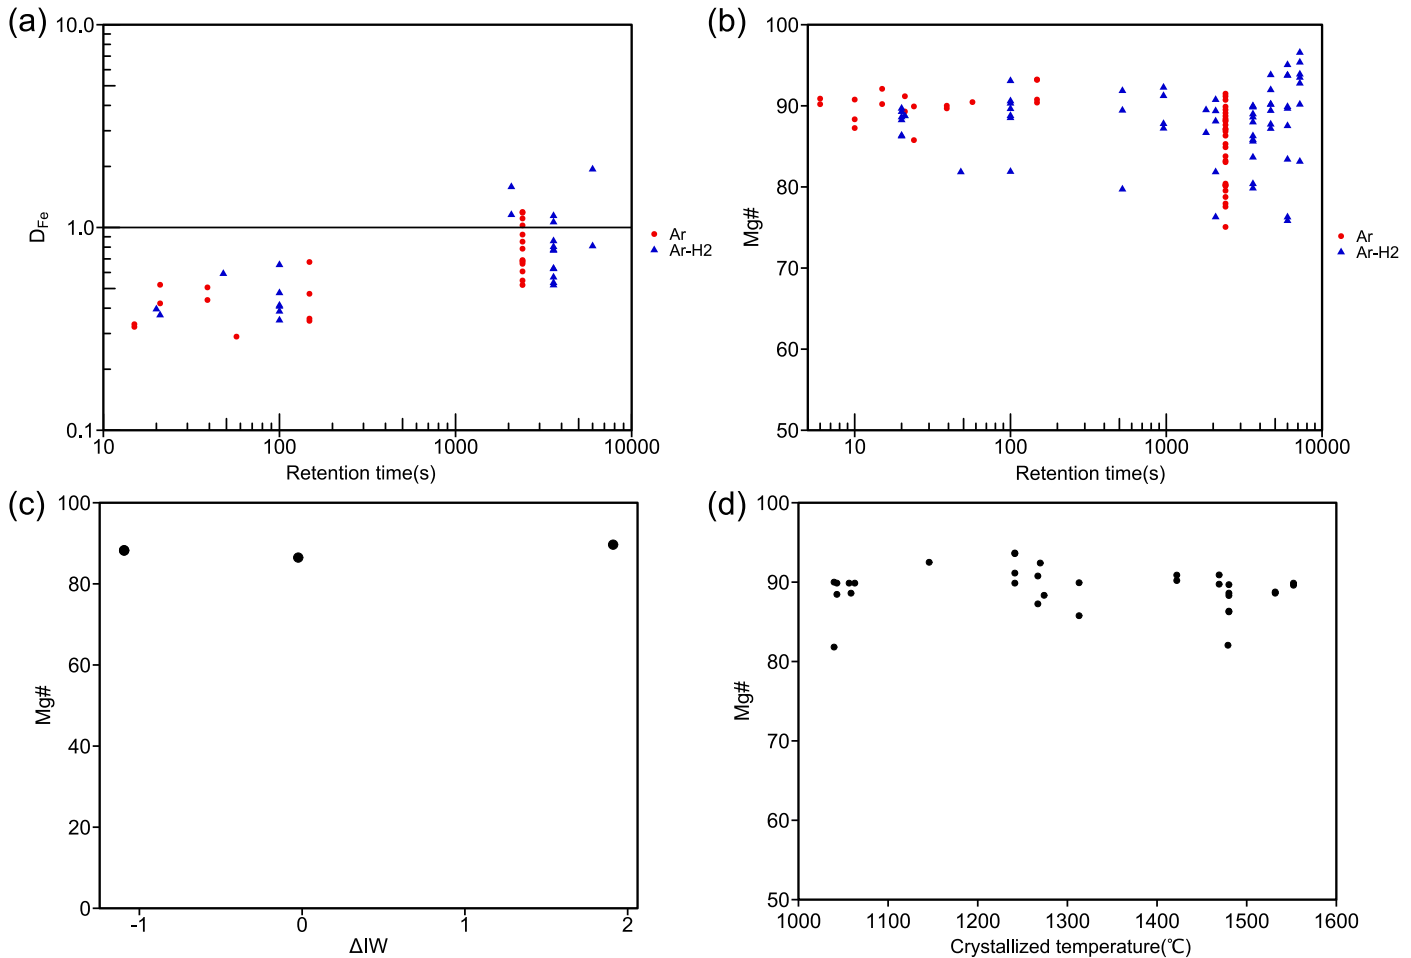 (a)
10.0
1.0
0.1
D_Fe
10
100
1000
10000
Retention time(s)
Ar
Ar-H2
(b)
100
90
80
70
60
50
Mg#
10
100
1000
10000
Retention time(s)
Ar
Ar-H2
(c)
100
80
60
40
20
0
Mg#
-1
0
1
2
ΔIW
(d)
100
90
80
70
60
50
Mg#
1000
1100
1200
1300
1400
1500
1600
Crystallized temperature(℃)